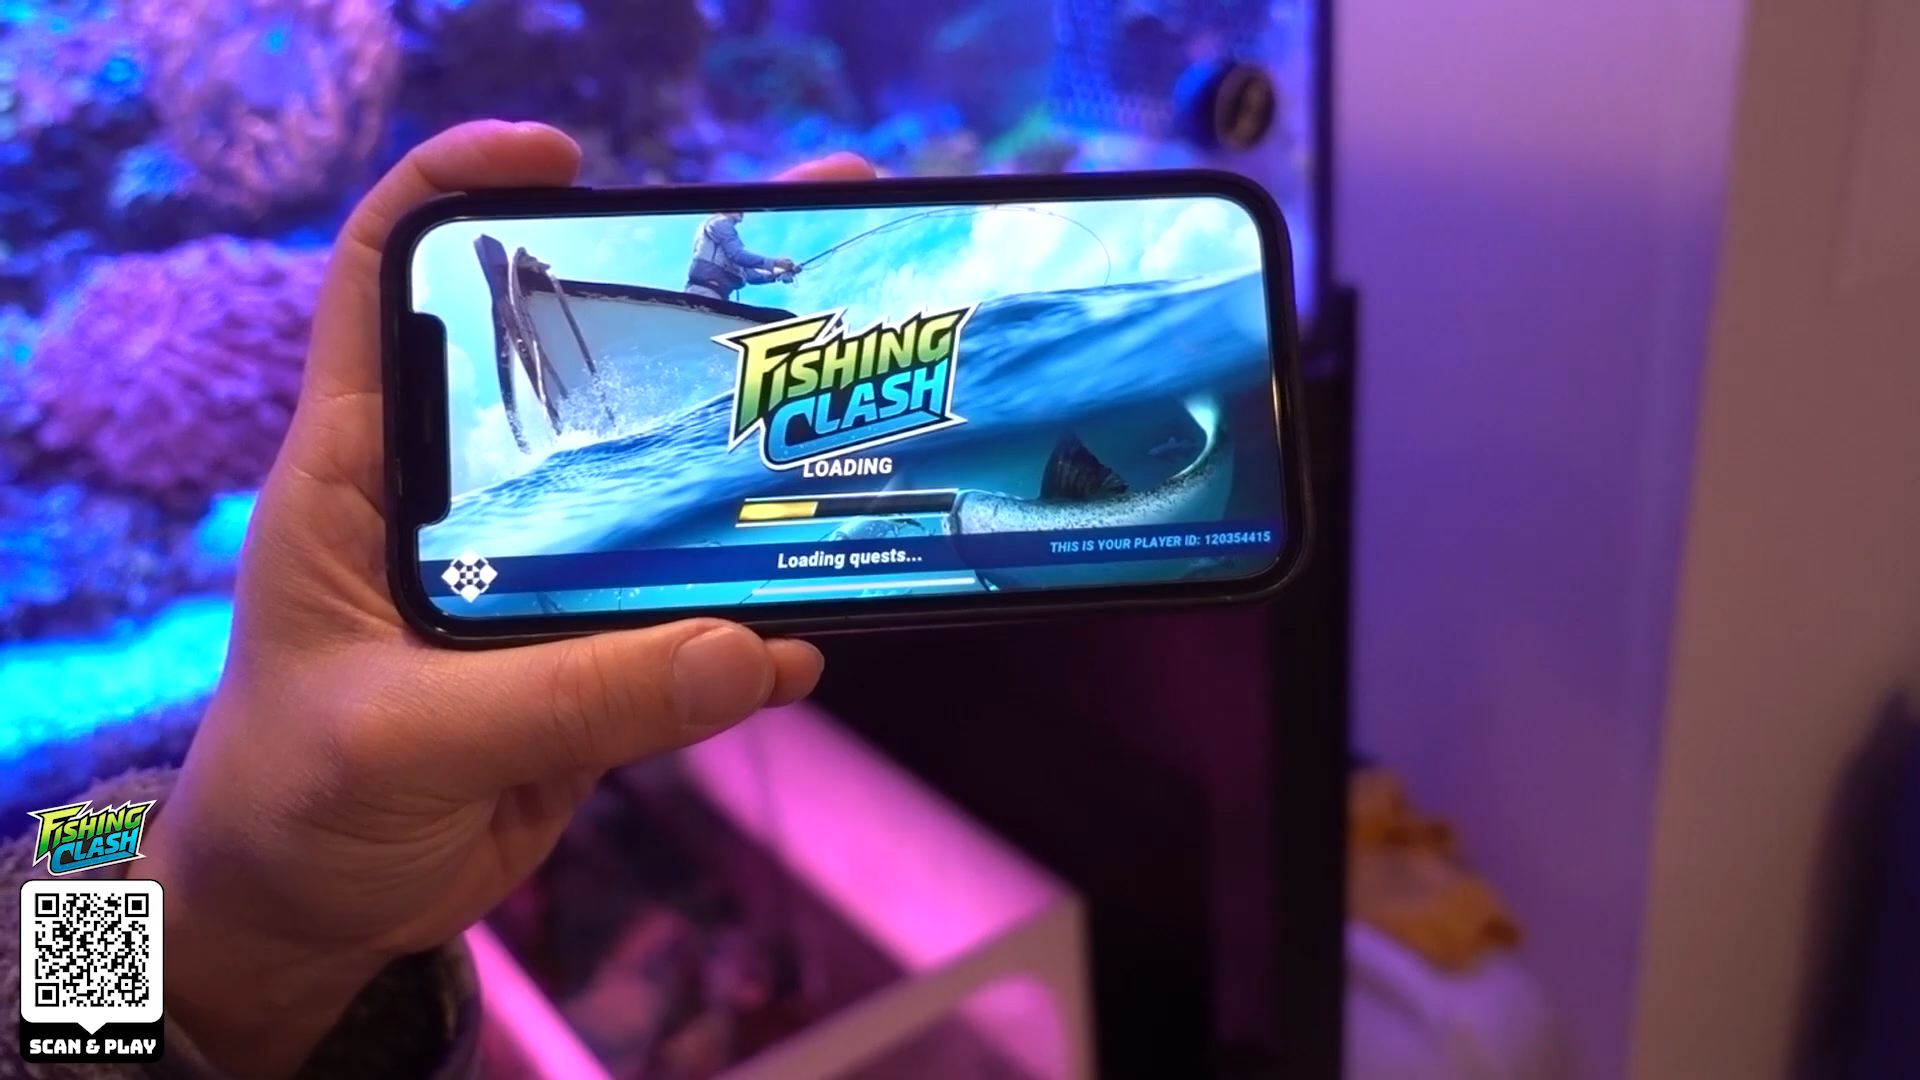 FISHING
CLASH
LOADING
Loading quests...
THIS IS YOUR PLAYER ID: 120354415
FISHING
CLASH
SCAN & PLAY